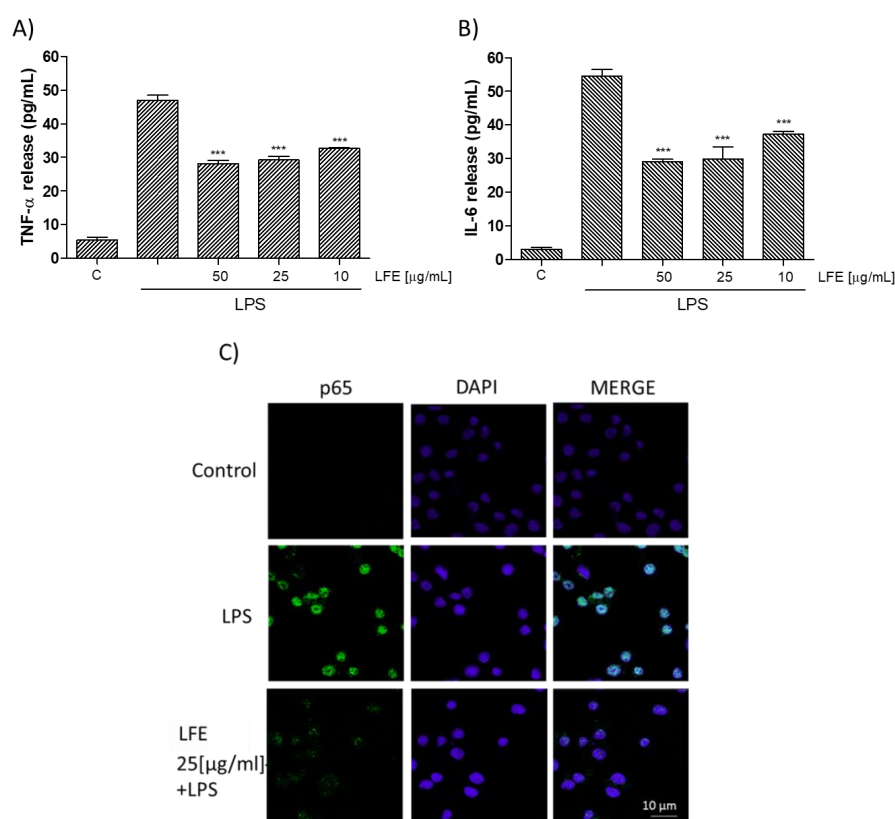 A)
TNF-α release (pg/mL)
60
50
40
30
20
10
0
***
***
***
C
50
25
10
LFE [μg/mL]
LPS
B)
IL-6 release (pg/mL)
60
50
40
30
20
10
0
***
***
***
C
50
25
10
LFE [μg/mL]
LPS
C)
p65
DAPI
MERGE
Control
LPS
LFE
25[μg/ml]
+LPS
10 μm